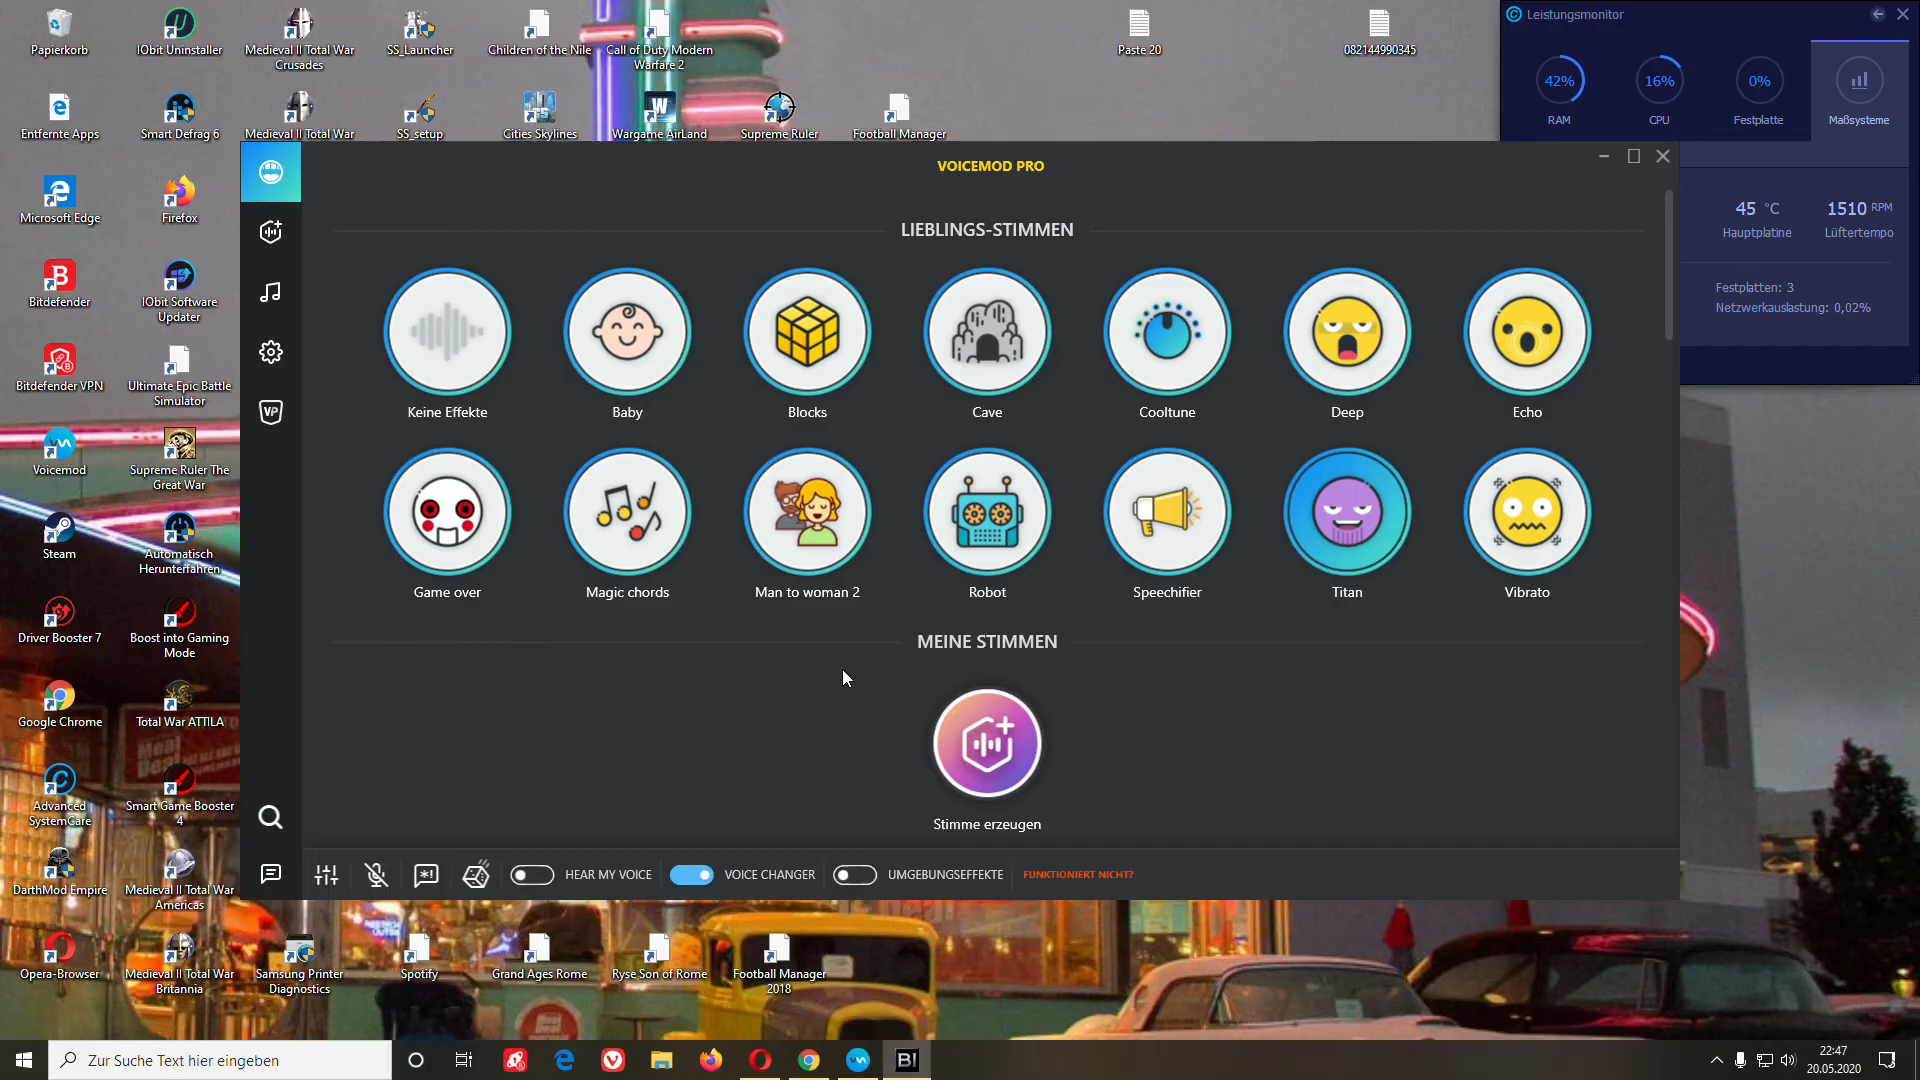 Papierkorb
IObit Uninstaller
Medieval II Total War
Crusades
SS_Launcher
Children of the Nile
Call of Duty Modern
Warfare 2
Paste 20
082144990345
Entfernte Apps
Smart Defrag 6
Medieval II Total War
SS_setup
Cities Skylines
Wargame AirLand
Supreme Ruler
Football Manager
Leistungsmonitor
42%
16%
0%
RAM
CPU
Festplatte
Maßsysteme
45 °C
1510 RPM
Hauptplatine
Lüftertempo
Festplatten: 3
Netzwerkauslastung: 0,02%
Microsoft Edge
Firefox
Bitdefender
IObit Software
Updater
Bitdefender VPN
Ultimate Epic Battle
Simulator
Voicemod
Supreme Ruler The
Great War
Steam
Automatisch
Herunterfahren
Driver Booster 7
Boost into Gaming
Mode
Google Chrome
Total War ATTILA
Advanced
SystemCare
Smart Game Booster
4
DarthMod Empire
Medieval II Total War
Americas
Opera-Browser
Medieval II Total War
Britannia
Samsung Printer
Diagnostics
Spotify
Grand Ages Rome
Ryse Son of Rome
Football Manager
2018
VOICEMOD PRO
LIEBLINGS-STIMMEN
Keine Effekte
Baby
Blocks
Cave
Cooltune
Deep
Echo
Game over
Magic chords
Man to woman 2
Robot
Speechifier
Titan
Vibrato
MEINE STIMMEN
Stimme erzeugen
VP
HEAR MY VOICE
VOICE CHANGER
UMGEBUNGSEFFEKTE
FUNKTIONIERT NICHT?
Zur Suche Text hier eingeben
22:47
20.05.2020